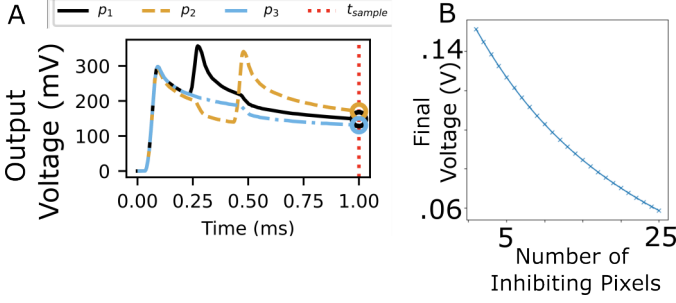 A
p1 p2 p3 tsample
Output
Voltage (mV)
300
200
100
0
0.00 0.25 0.50 0.75 1.00
Time (ms)
B
Final
Voltage (V)
.14
.06
5 25
Number of
Inhibiting Pixels